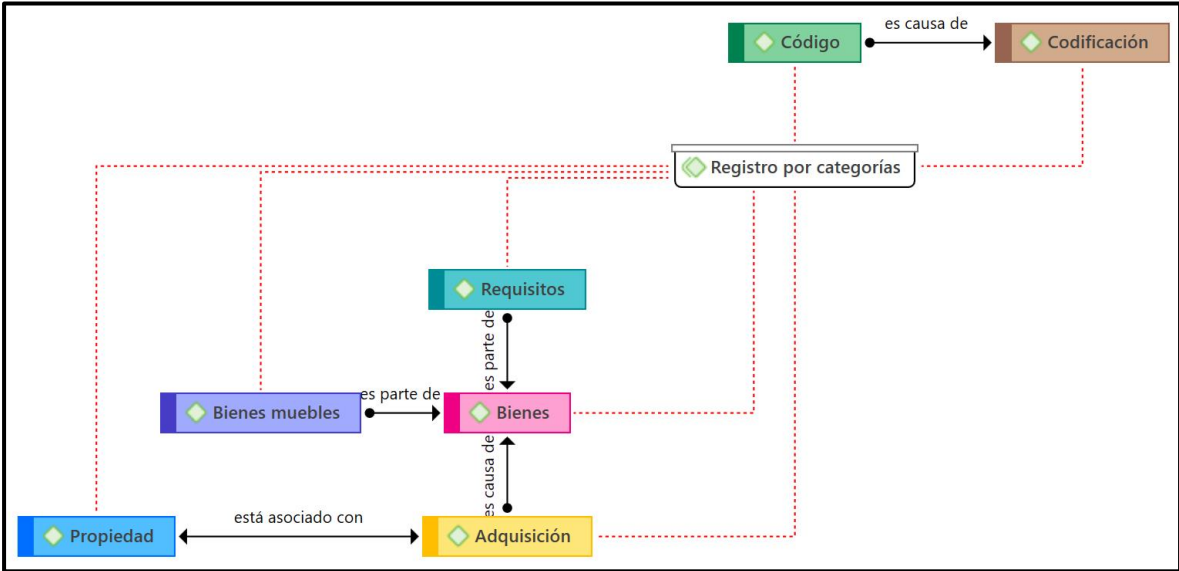 es causa de
Código
Codificación
Registro por categorías
Requisitos
es parte de
es parte de
Bienes muebles
Bienes
es causa de
está asociado con
Propiedad
Adquisición